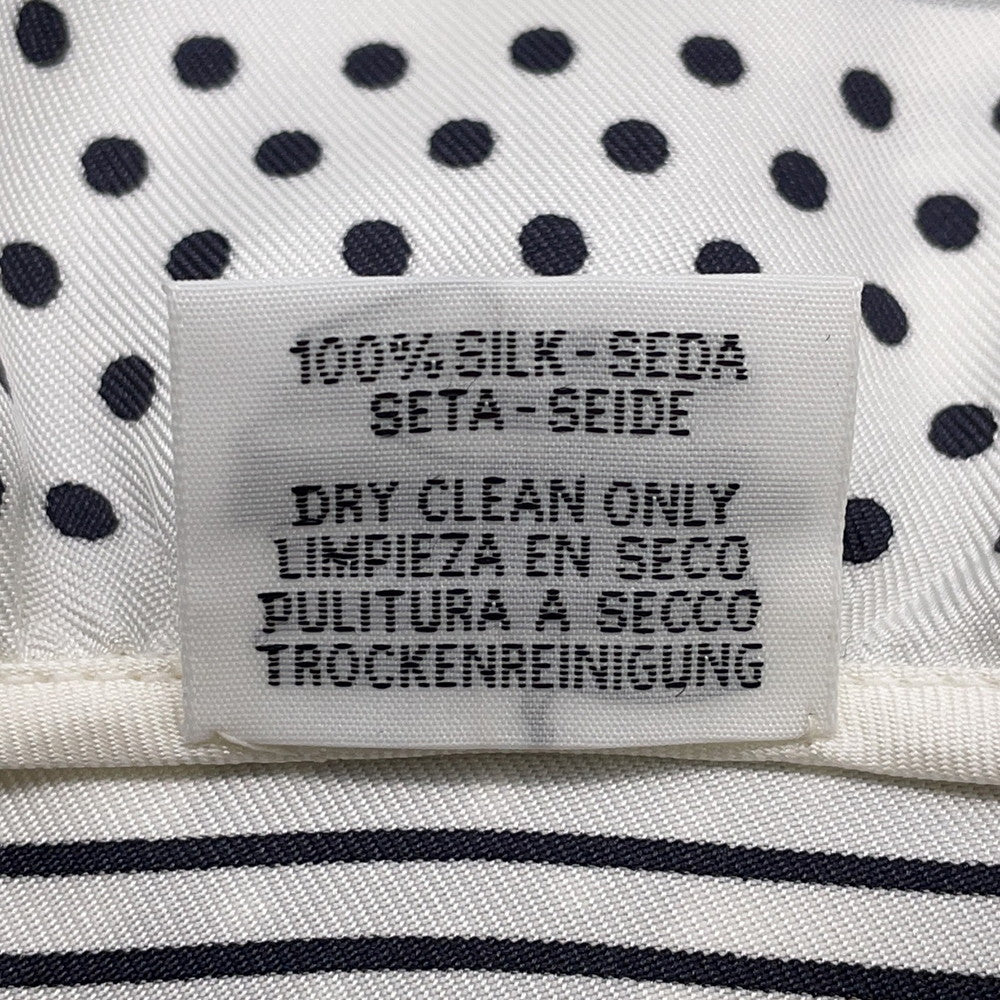 100% SILK - SEDA
SETA - SEIDE
DRY CLEAN ONLY
LIMPIEZA EN SECO
PULITURA A SECCO
TROCKENREINIGUNG